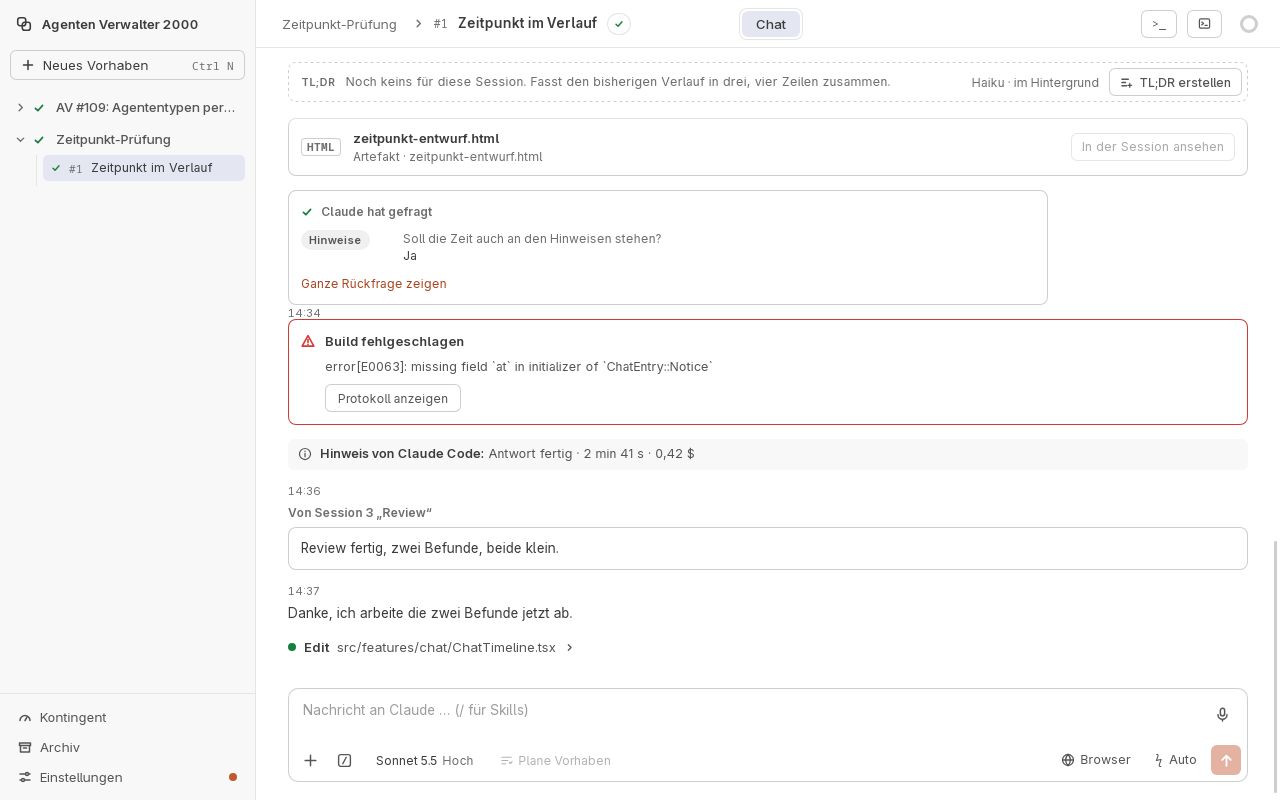 Agenten Verwalter 2000
Neues Vorhaben Ctrl N
AV #109: Agententypen per…
Zeitpunkt-Prüfung
#1 Zeitpunkt im Verlauf
Kontingent
Archiv
Einstellungen
Zeitpunkt-Prüfung > #1 Zeitpunkt im Verlauf
Chat
>_
TL;DR Noch keins für diese Session. Fasst den bisherigen Verlauf in drei, vier Zeilen zusammen. Haiku · im Hintergrund TL;DR erstellen
HTML zeitpunkt-entwurf.html
Artefakt · zeitpunkt-entwurf.html
In der Session ansehen
Claude hat gefragt
Hinweise Soll die Zeit auch an den Hinweisen stehen?
Ja
Ganze Rückfrage zeigen
14:34
Build fehlgeschlagen
error[E0063]: missing field `at` in initializer of `ChatEntry::Notice`
Protokoll anzeigen
Hinweis von Claude Code: Antwort fertig · 2 min 41 s · 0,42 $
14:36
Von Session 3 „Review“
Review fertig, zwei Befunde, beide klein.
14:37
Danke, ich arbeite die zwei Befunde jetzt ab.
Edit src/features/chat/ChatTimeline.tsx
Nachricht an Claude … (/ für Skills)
Sonnet 5.5 Hoch Plane Vorhaben Browser Auto